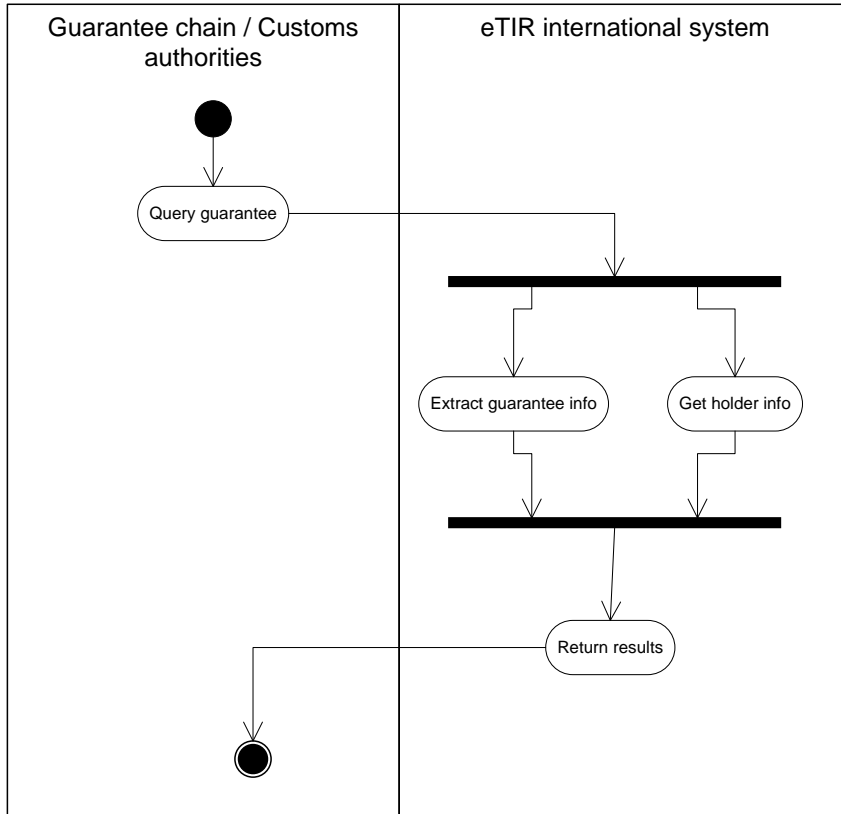 Guarantee chain / Customs
authorities
eTIR international system
Query guarantee
Extract guarantee info
Get holder info
Return results